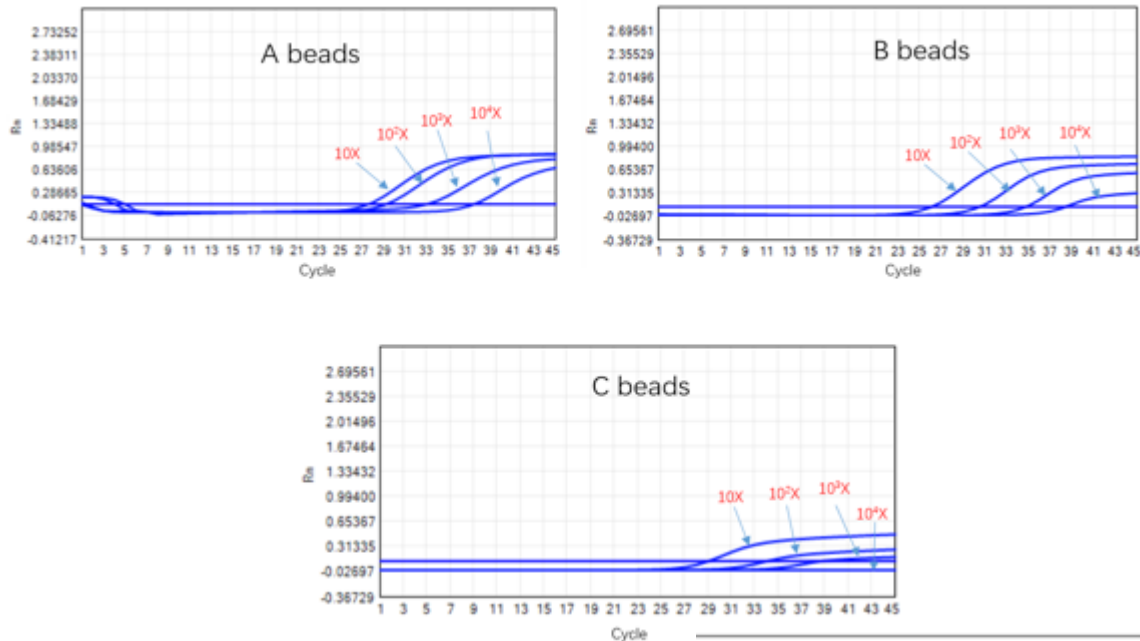 A beads
2.73252
2.38311
2.03370
1.68429
1.33488
0.98547
0.63606
0.28665
-0.06276
-0.41217
Rn
10X
10²X
10³X
10⁴X
1 3 5 7 9 11 13 15 17 19 21 23 25 27 29 31 33 35 37 39 41 43 45
Cycle
B beads
2.69561
2.35529
2.01496
1.67464
1.33432
0.99400
0.65367
0.31335
-0.02697
-0.36729
Rn
10X
10²X
10³X
10⁴X
1 3 5 7 9 11 13 15 17 19 21 23 25 27 29 31 33 35 37 39 41 43 45
Cycle
C beads
2.69561
2.35529
2.01496
1.67464
1.33432
0.99400
0.65367
0.31335
-0.02697
-0.36729
Rn
10X
10²X
10³X
10⁴X
1 3 5 7 9 11 13 15 17 19 21 23 25 27 29 31 33 35 37 39 41 43 45
Cycle